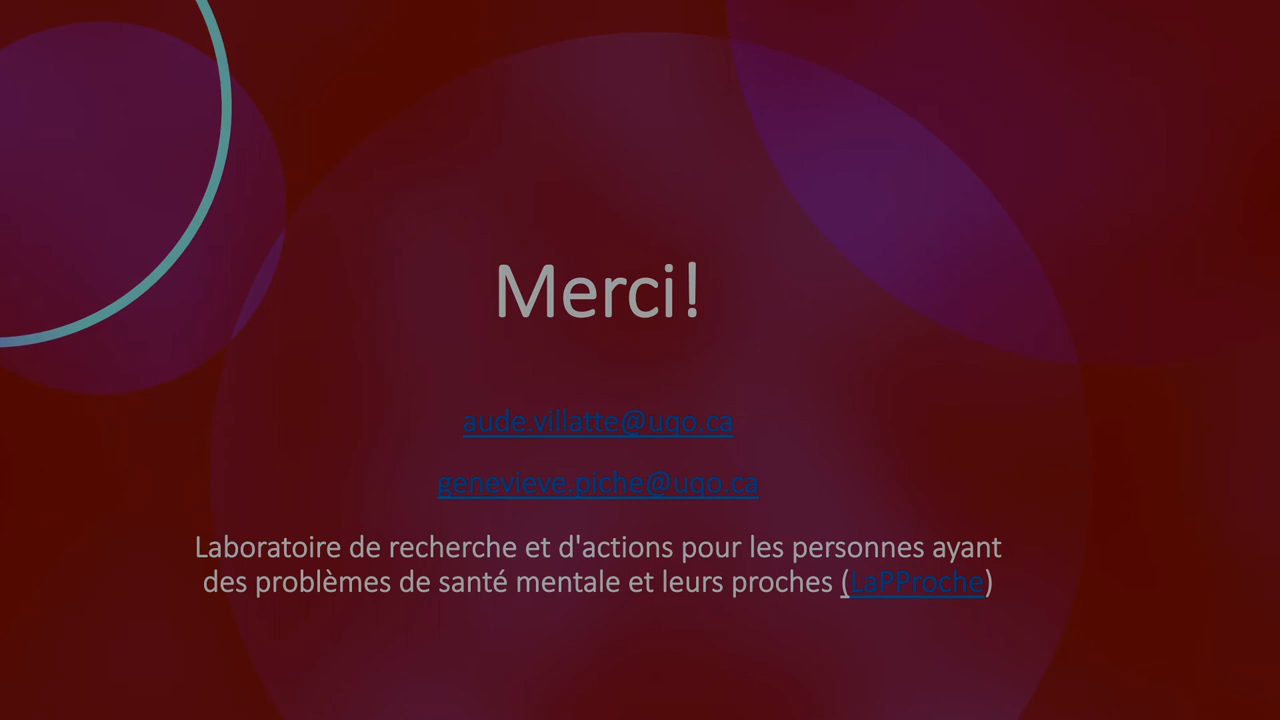 Merci!
aude.villatte@uqo.ca
genevieve.piche@uqo.ca
Laboratoire de recherche et d'actions pour les personnes ayant
des problèmes de santé mentale et leurs proches (LaPProche)